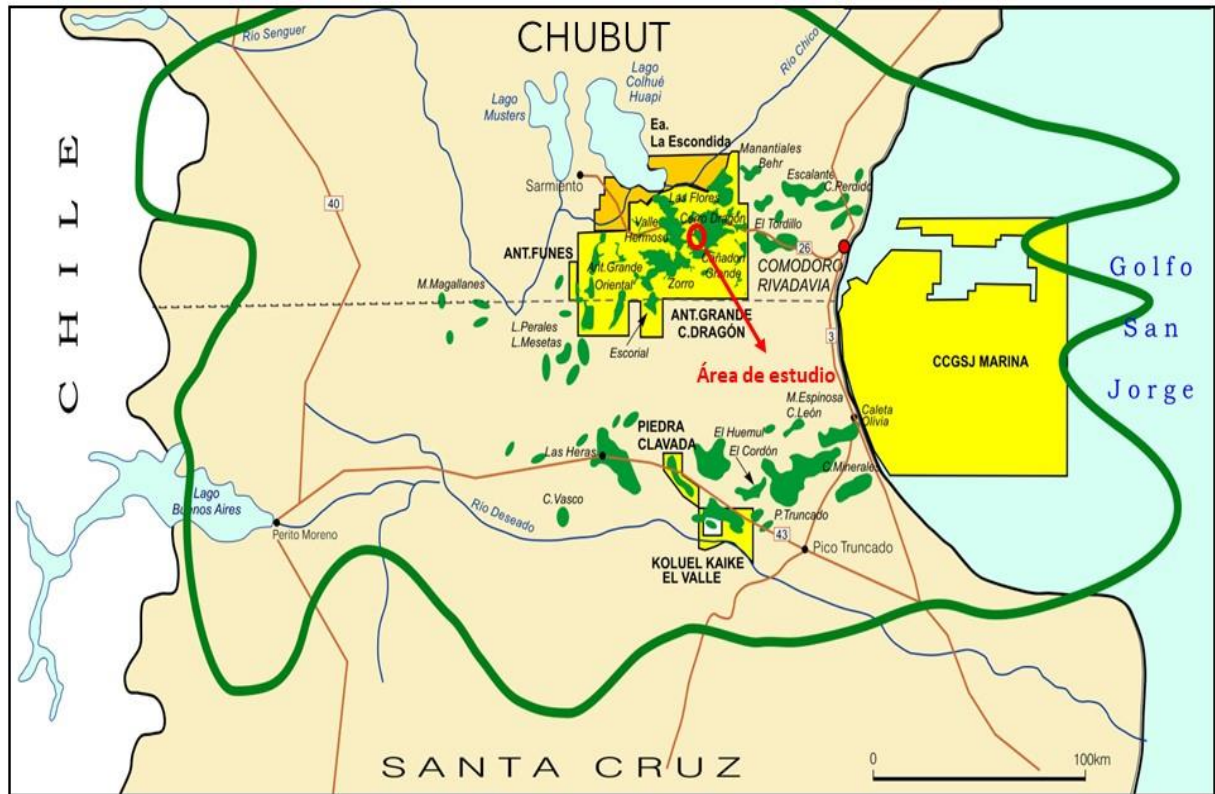 CHUBUT
Río Senguer
Río Chico
Lago
Colhué
Huapi
Lago
Musters
Ea.
La Escondida
Manantiales
Behr
Escalante
C.Perdido
Sarmiento
Las Flores
Cerro Dragón
Valle
Hermoso
El Tordillo
26
40
ANT.FUNES
Ant.Grande
Oriental
Cañadón
Grande
Zorro
COMODORO
RIVADAVIA
M.Magallanes
L.Perales
L.Mesetas
Escorial
ANT.GRANDE
C.DRAGÓN
3
Área de estudio
CCGSJ MARINA
Golfo
San
Jorge
CHILE
M.Espinosa
C.León
Caleta
Olivia
PIEDRA
CLAVADA
El Huemul
El Cordón
Las Heras
C.Minerales
C.Vasco
Río Deseado
P.Truncado
43
Pico Truncado
Lago
Buenos Aires
Perito Moreno
KOLUEL KAIKE
EL VALLE
SANTA CRUZ
0 100km